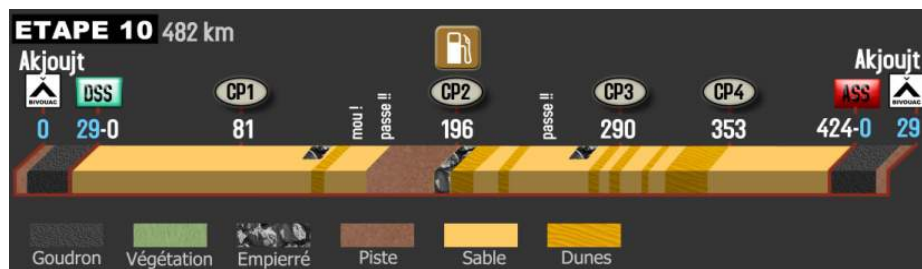 ETAPE 10 482 km
Akjoujt
Akjoujt
BIVOUAC
DSS
CP1
mou !
passe !!
CP2
passe !!
CP3
CP4
ASS
BIVOUAC
0
29-0
81
196
290
353
424-0
29
Goudron
Végétation
Empierré
Piste
Sable
Dunes